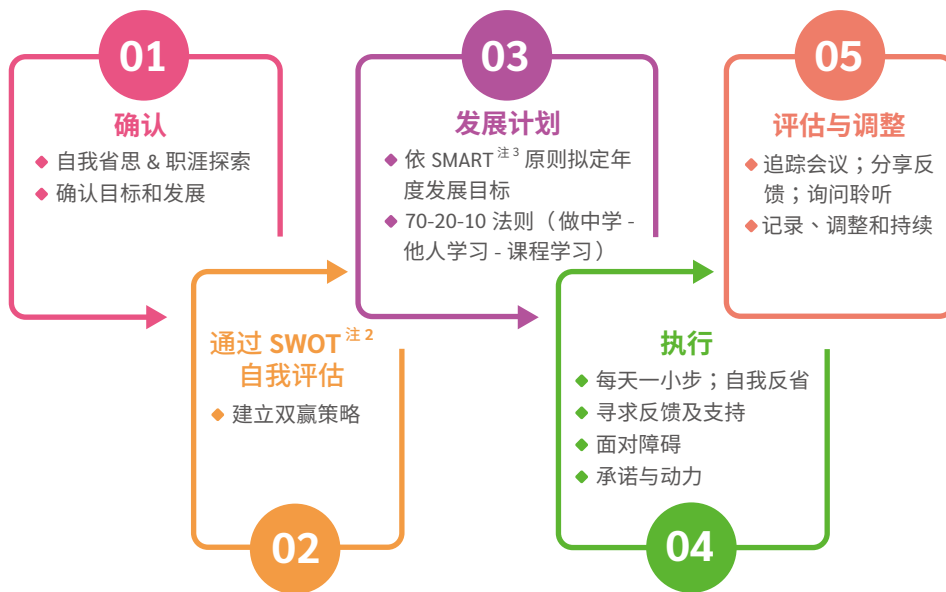 01
确认
◆ 自我省思 & 职涯探索
◆ 确认目标和发展
通过 SWOT 注 2
自我评估
◆ 建立双赢策略
02
03
发展计划
◆ 依 SMART 注 3 原则拟定年
度发展目标
◆ 70-20-10 法则（做中学 -
他人学习 - 课程学习）
执行
◆ 每天一小步；自我反省
◆ 寻求反馈及支持
◆ 面对障碍
◆ 承诺与动力
04
05
评估与调整
◆ 追踪会议；分享反
馈；询问聆听
◆ 记录、调整和持续